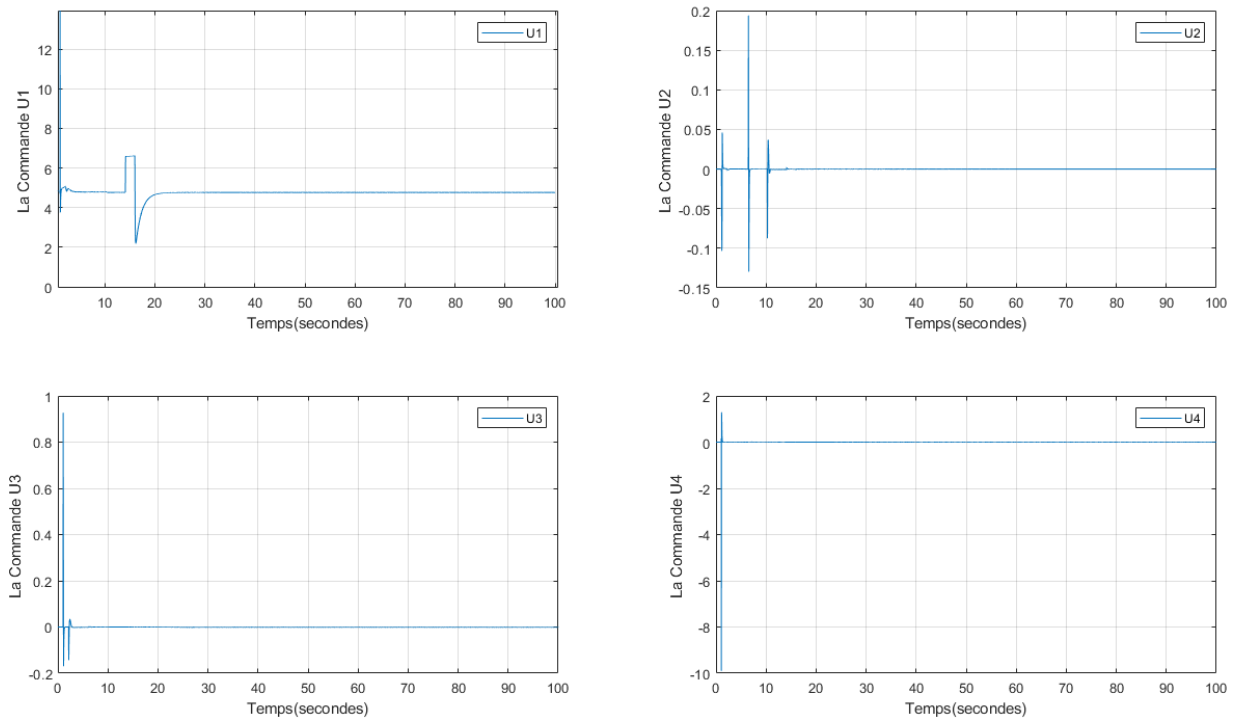 La Commande U1
12
10
8
6
4
2
0
10 20 30 40 50 60 70 80 90 100
Temps(secondes)
U1
La Commande U2
0.2
0.15
0.1
0.05
0
-0.05
-0.1
-0.15
0 10 20 30 40 50 60 70 80 90 100
Temps(secondes)
U2
La Commande U3
1
0.8
0.6
0.4
0.2
0
-0.2
0 10 20 30 40 50 60 70 80 90 100
Temps(secondes)
U3
La Commande U4
2
0
-2
-4
-6
-8
-10
0 10 20 30 40 50 60 70 80 90 100
Temps(secondes)
U4